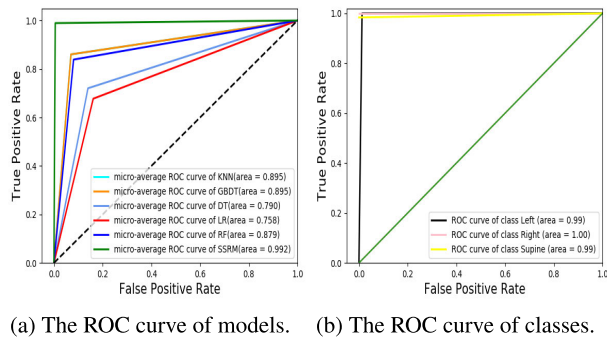 True Positive Rate
1.0
0.8
0.6
0.4
0.2
0.0
micro-average ROC curve of KNN(area = 0.895)
micro-average ROC curve of GBDT(area = 0.895)
micro-average ROC curve of DT(area = 0.790)
micro-average ROC curve of LR(area = 0.758)
micro-average ROC curve of RF(area = 0.879)
micro-average ROC curve of SSRM(area = 0.992)
0.0 0.2 0.4 0.6 0.8 1.0
False Positive Rate
True Positive Rate
1.0
0.8
0.6
0.4
0.2
0.0
ROC curve of class Left (area = 0.99)
ROC curve of class Right (area = 1.00)
ROC curve of class Supine (area = 0.99)
0.0 0.2 0.4 0.6 0.8 1.0
False Positive Rate
(a) The ROC curve of models. (b) The ROC curve of classes.